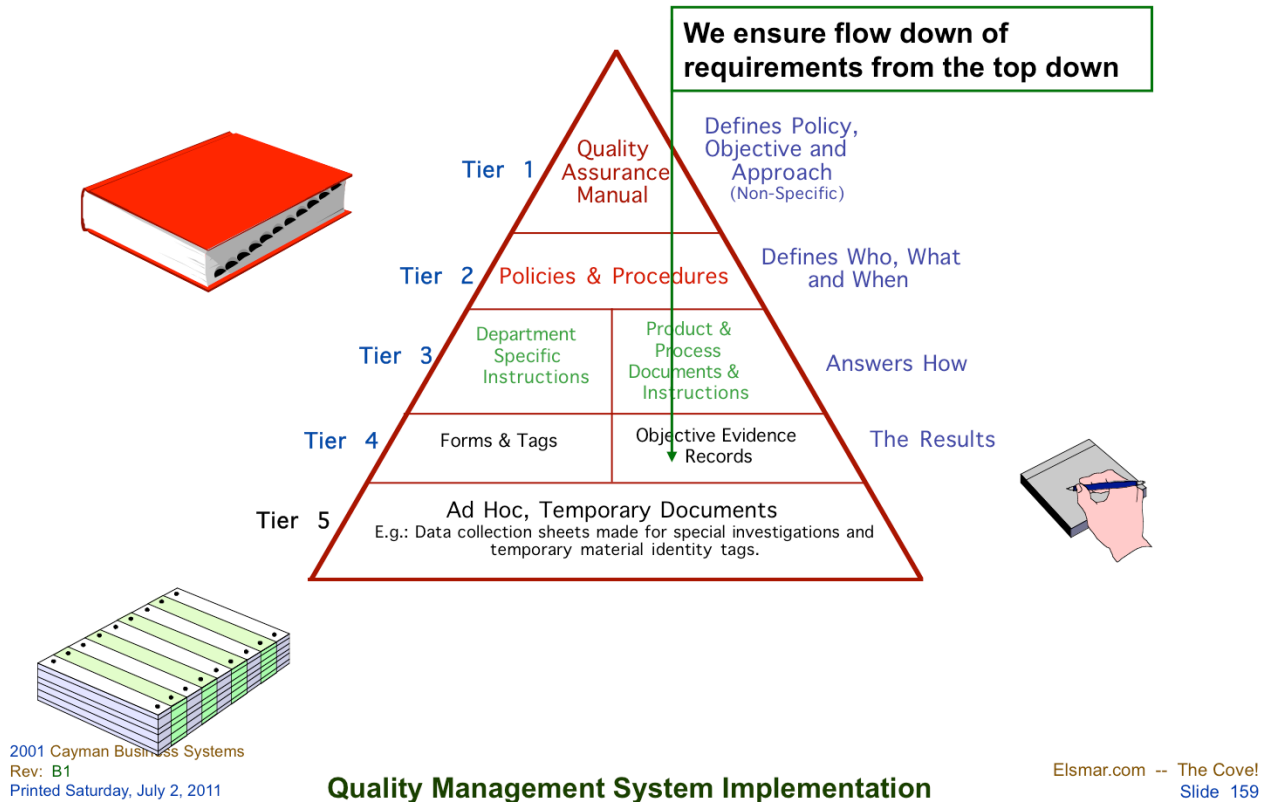 We ensure flow down of
requirements from the top down
Tier 1
Quality
Assurance
Manual
Defines Policy,
Objective and
Approach
(Non-Specific)
Tier 2
Policies & Procedures
Defines Who, What
and When
Tier 3
Department
Specific
Instructions
Product &
Process
Documents &
Instructions
Answers How
Tier 4
Forms & Tags
Objective Evidence
Records
The Results
Tier 5
Ad Hoc, Temporary Documents
E.g.: Data collection sheets made for special investigations and
temporary material identity tags.
2001 Cayman Business Systems
Rev: B1
Printed Saturday, July 2, 2011
Quality Management System Implementation
Elsmar.com -- The Cove!
Slide 159